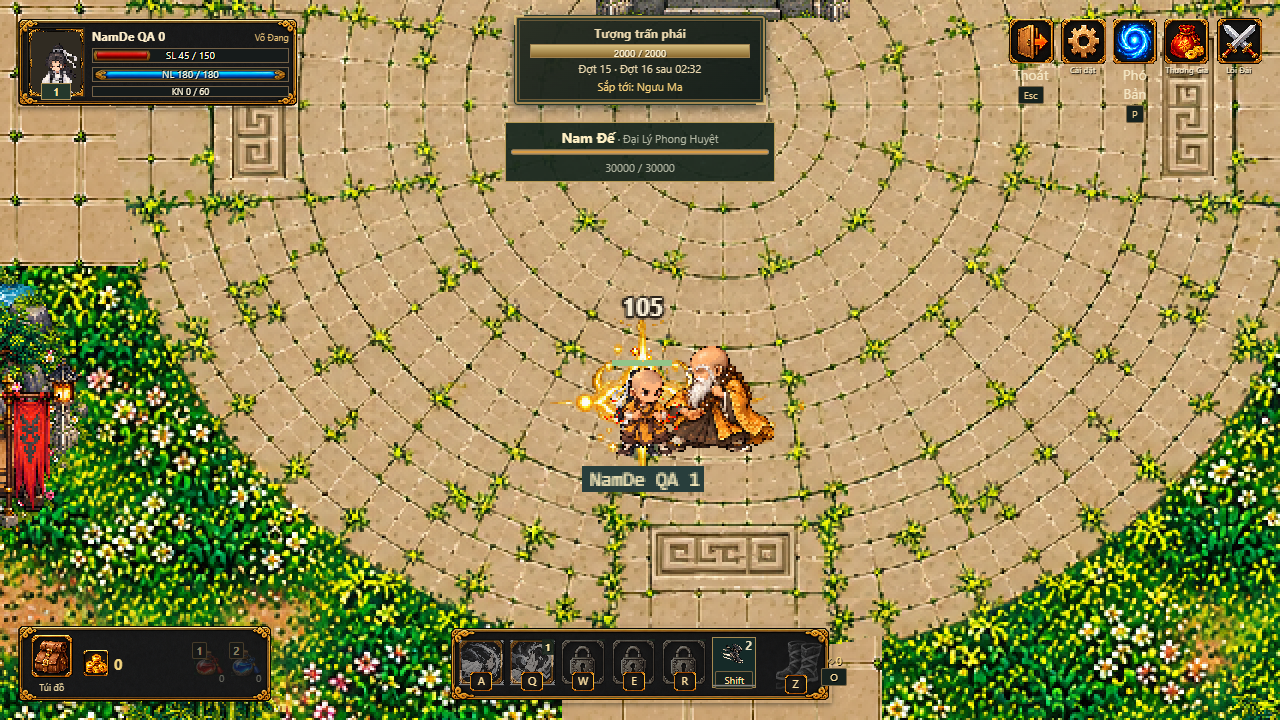 NamDe QA 0
Võ Đang
SL 45 / 150
NL 180 / 180
KN 0 / 60
1
Tượng trấn phái
2000 / 2000
Đợt 15 · Đợt 16 sau 02:32
Sắp tới: Ngưu Ma
Nam Đế · Đại Lý Phong Huyệt
30000 / 30000
Thoát
Esc
Cài đặt
Phó
Bản
P
Thương Gia
Lôi Đài
105
NamDe QA 1
Túi đồ
0
1
0
2
0
A
1
Q
W
E
R
2
Shift
Z
0
O